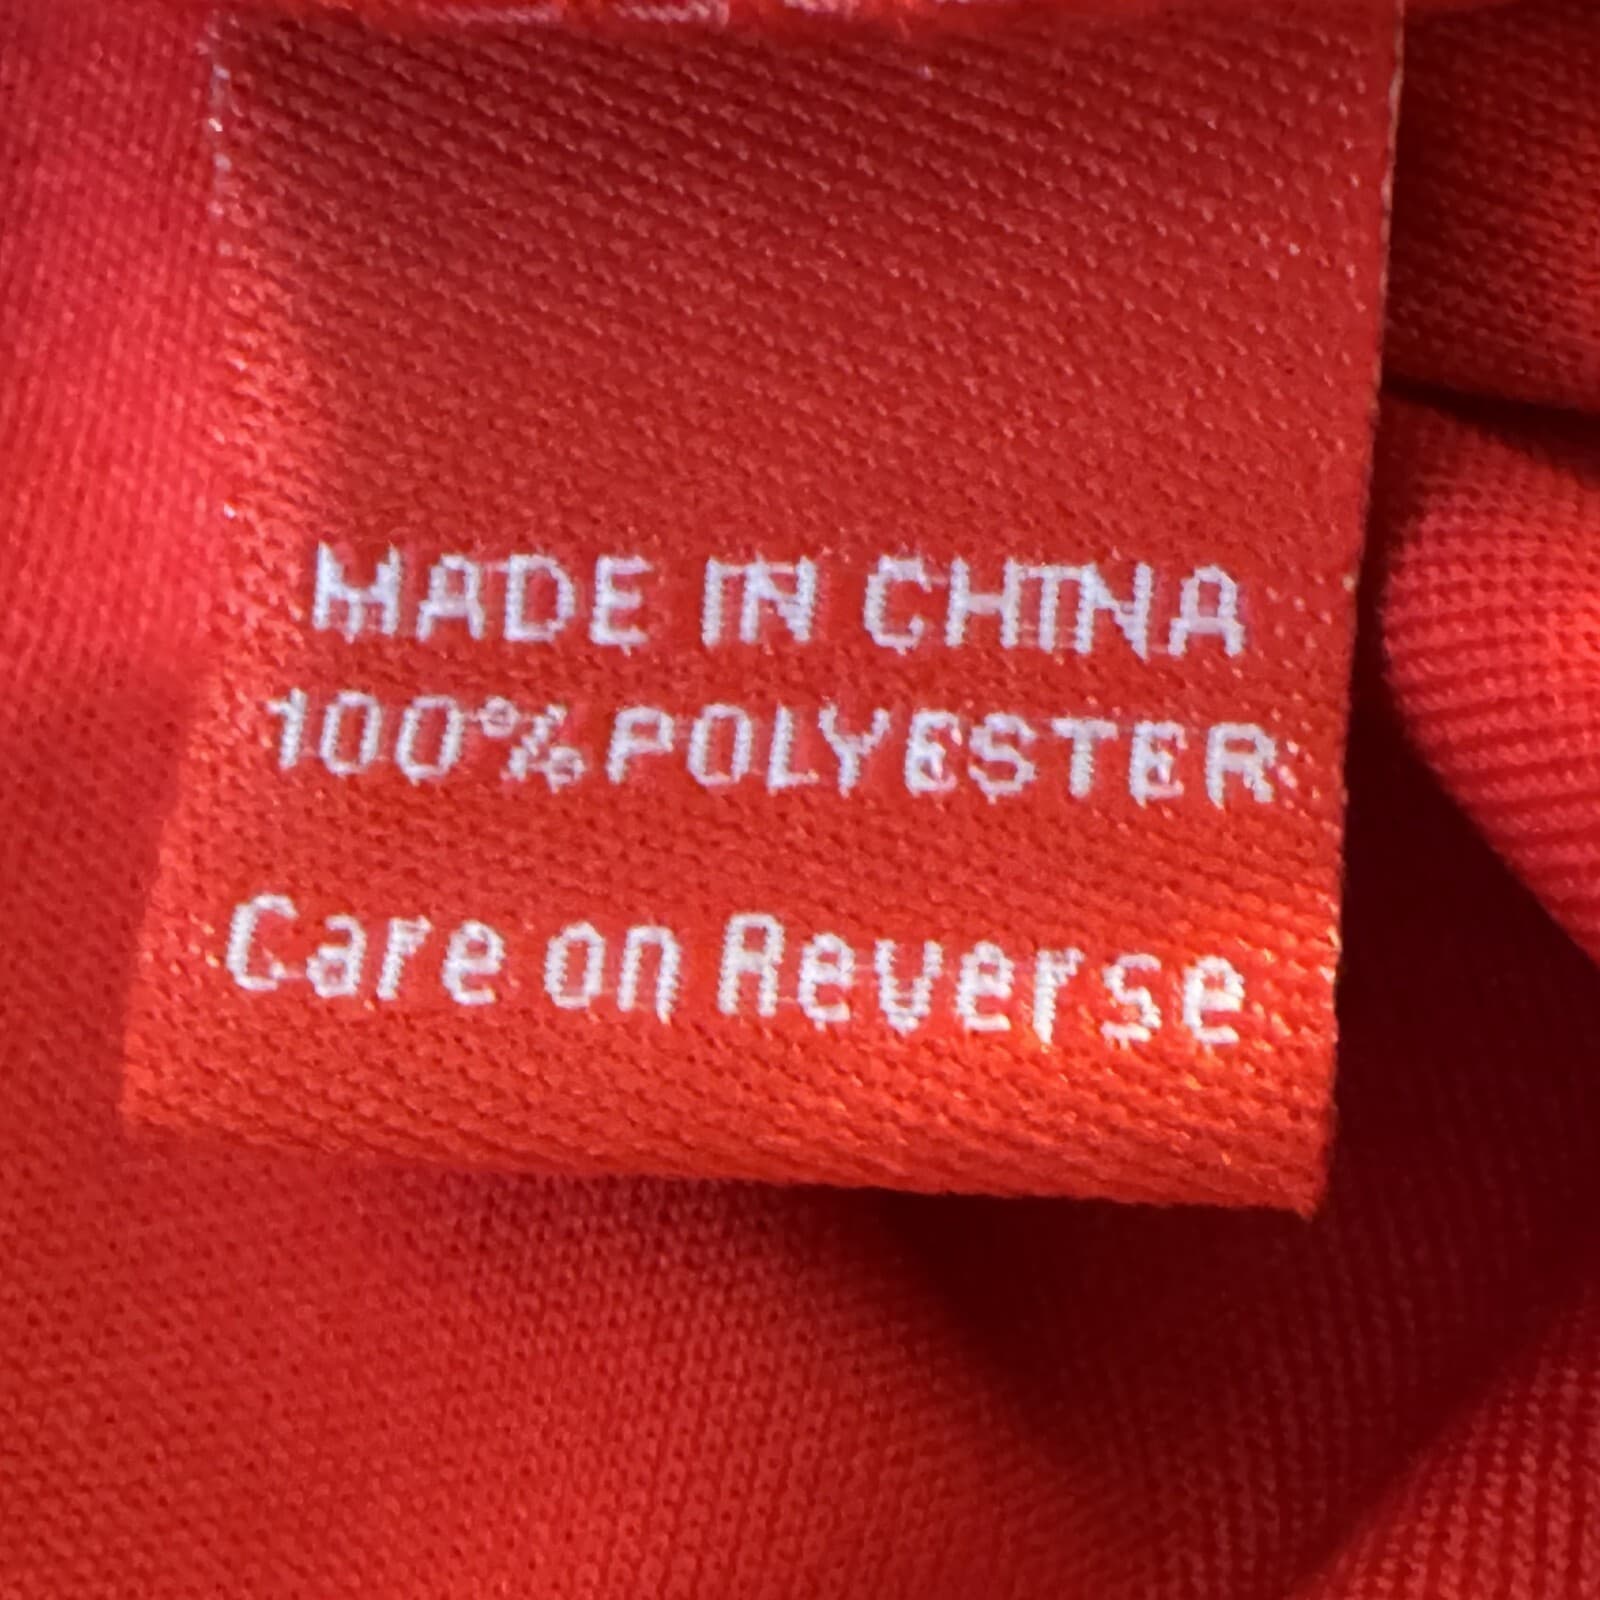 MADE IN CHINA
100% POLYESTER
Care on Reverse